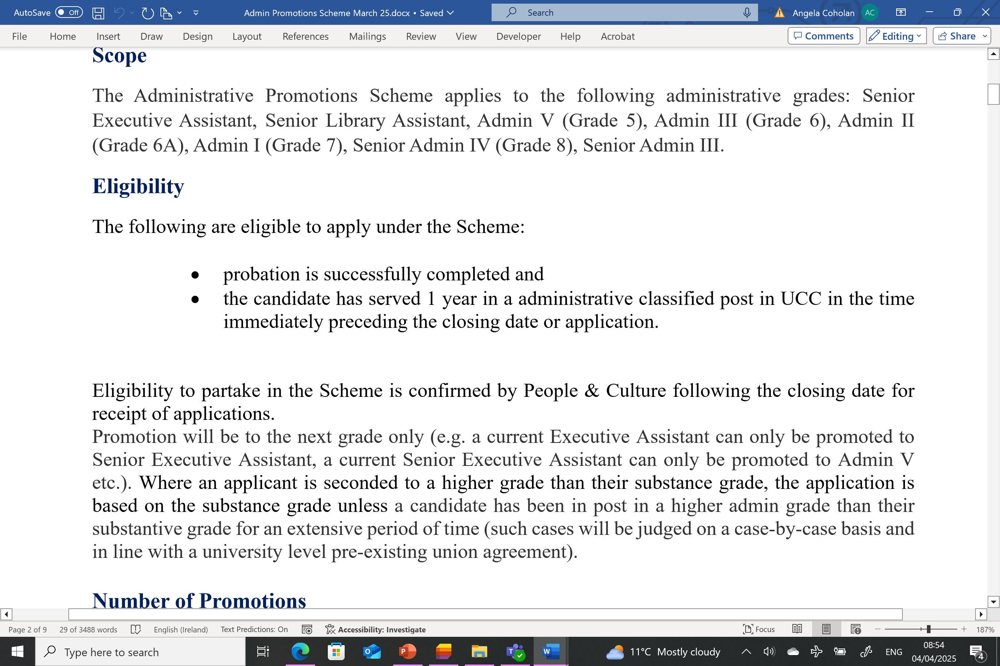 AutoSave Off Admin Promotions Scheme March 25.docx • Saved Search Angela Coholan AC
File Home Insert Draw Design Layout References Mailings Review View Developer Help Acrobat Comments Editing Share
Scope
The Administrative Promotions Scheme applies to the following administrative grades: Senior
Executive Assistant, Senior Library Assistant, Admin V (Grade 5), Admin III (Grade 6), Admin II
(Grade 6A), Admin I (Grade 7), Senior Admin IV (Grade 8), Senior Admin III.
Eligibility
The following are eligible to apply under the Scheme:
• probation is successfully completed and
• the candidate has served 1 year in a administrative classified post in UCC in the time
immediately preceding the closing date or application.
Eligibility to partake in the Scheme is confirmed by People & Culture following the closing date for
receipt of applications.
Promotion will be to the next grade only (e.g. a current Executive Assistant can only be promoted to
Senior Executive Assistant, a current Senior Executive Assistant can only be promoted to Admin V
etc.). Where an applicant is seconded to a higher grade than their substance grade, the application is
based on the substance grade unless a candidate has been in post in a higher admin grade than their
substantive grade for an extensive period of time (such cases will be judged on a case-by-case basis and
in line with a university level pre-existing union agreement).
Number of Promotions
Page 2 of 9 29 of 3488 words English (Ireland) Text Predictions: On Accessibility: Investigate Focus 187%
Type here to search 11°C Mostly cloudy ENG 08:54
04/04/2025 4